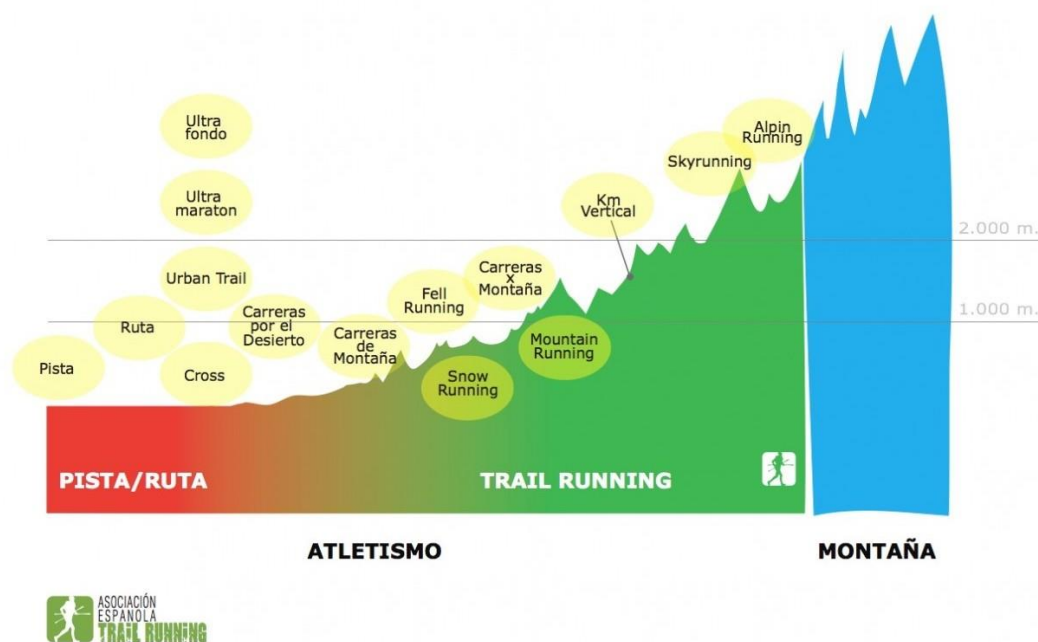 Ultra
fondo
Ultra
maraton
Urban Trail
Ruta
Carreras
por el
Desierto
Pista
Cross
Carreras
de
Montaña
Fell
Running
Carreras
x
Montaña
Snow
Running
Mountain
Running
Km
Vertical
Skyrunning
Alpin
Running
2.000 m.
1.000 m.
PISTA/RUTA
TRAIL RUNNING
ATLETISMO
MONTAÑA
ASOCIACIÓN
ESPAÑOLA
TRAIL RUNNING